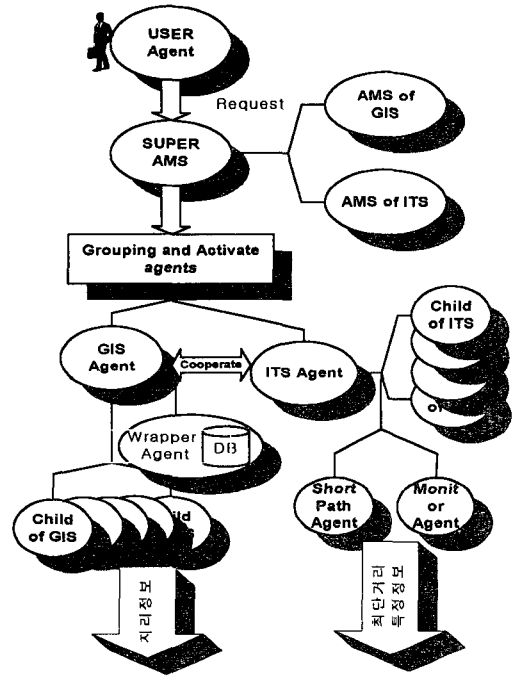 USER
Agent
Request
AMS of
GIS
SUPER
AMS
AMS of ITS
Grouping and Activate
agents
Child
of ITS
GIS
Agent
Cooperate
ITS Agent
of
Wrapper
Agent
DB
Short
Path
Agent
Monit
or
Agent
Child
of GIS
지리정보
최단거리
특정정보